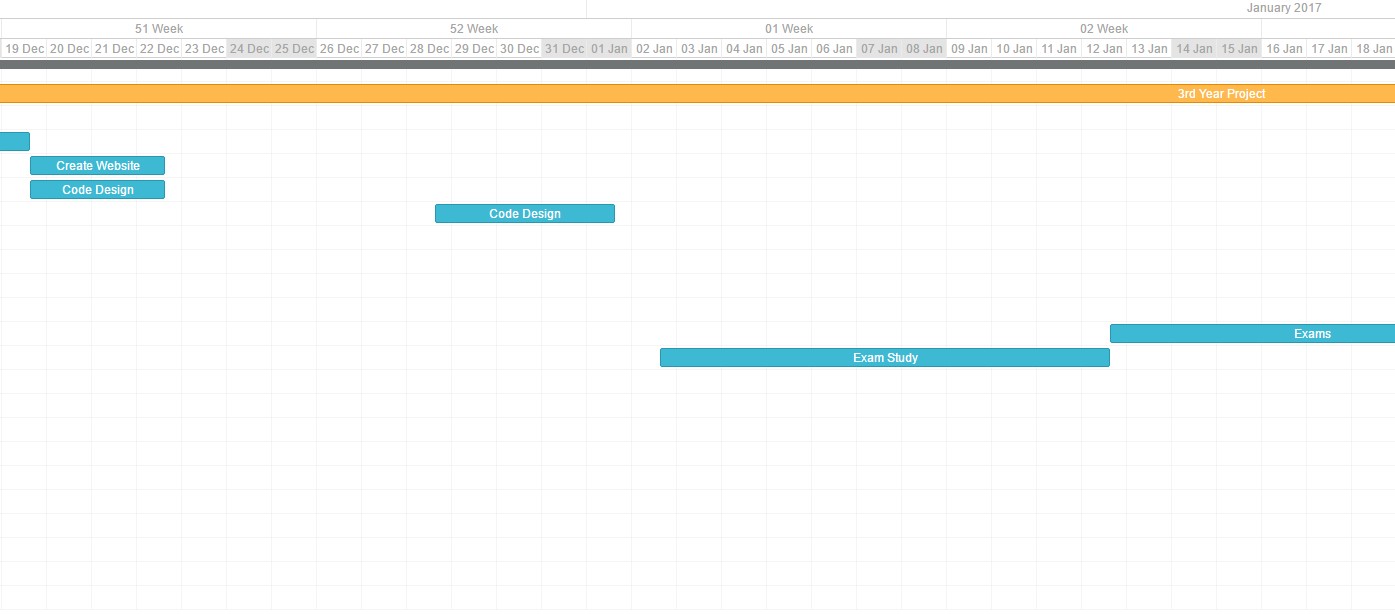 January 2017
51 Week 52 Week 01 Week 02 Week
19 Dec 20 Dec 21 Dec 22 Dec 23 Dec 24 Dec 25 Dec 26 Dec 27 Dec 28 Dec 29 Dec 30 Dec 31 Dec 01 Jan 02 Jan 03 Jan 04 Jan 05 Jan 06 Jan 07 Jan 08 Jan 09 Jan 10 Jan 11 Jan 12 Jan 13 Jan 14 Jan 15 Jan 16 Jan 17 Jan 18 Jan
3rd Year Project
Create Website
Code Design
Code Design
Exams
Exam Study